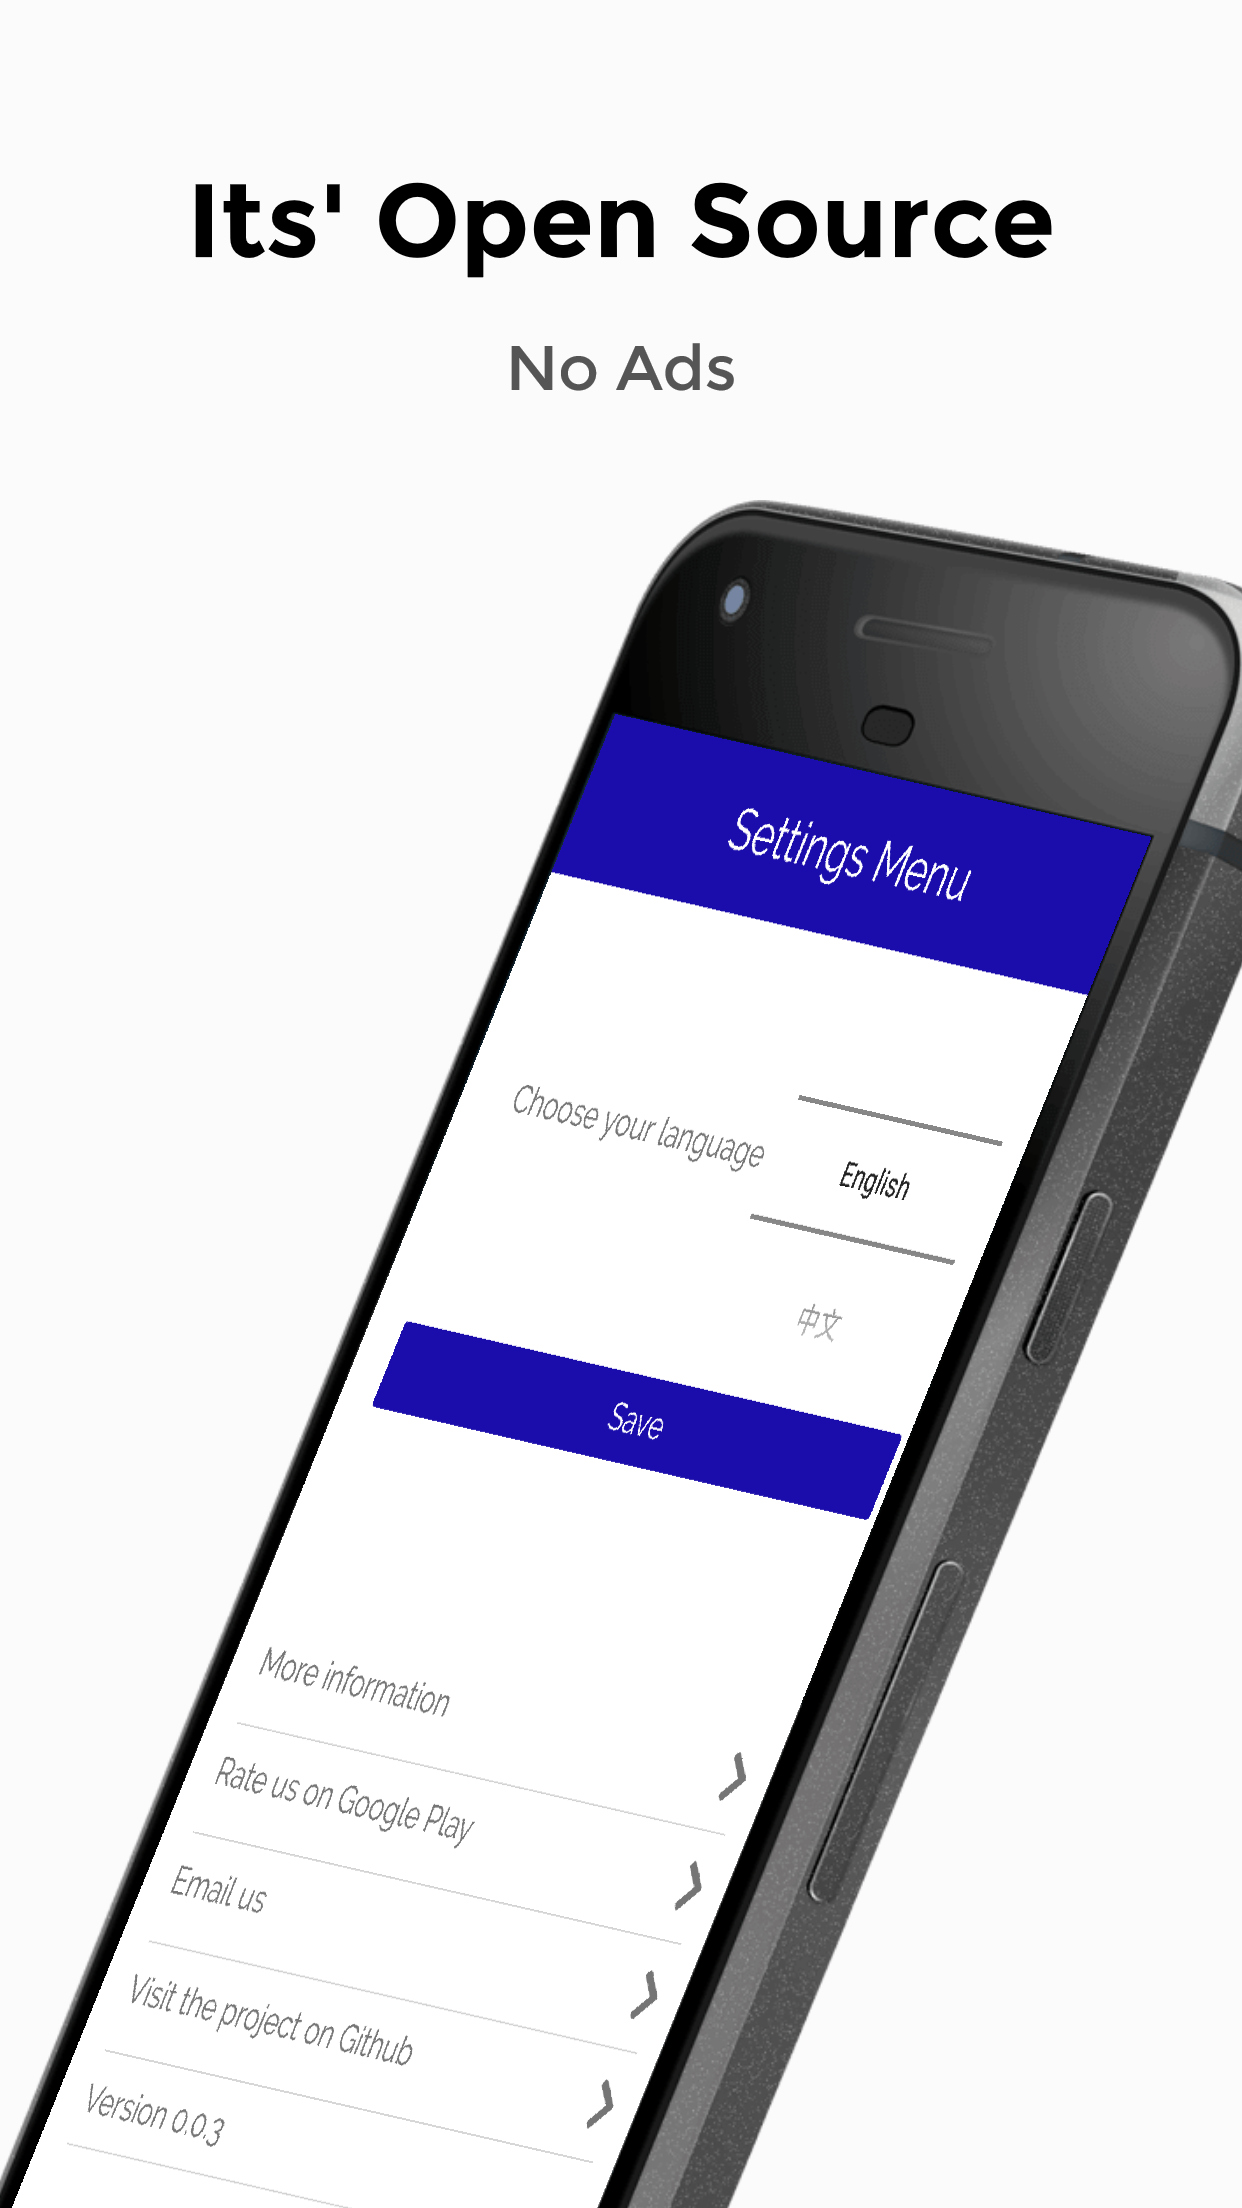 Its' Open Source
No Ads
Settings Menu
Choose your language
English
中文
Save
More information
Rate us on Google Play
Email us
Visit the project on Github
Version 0.0.3